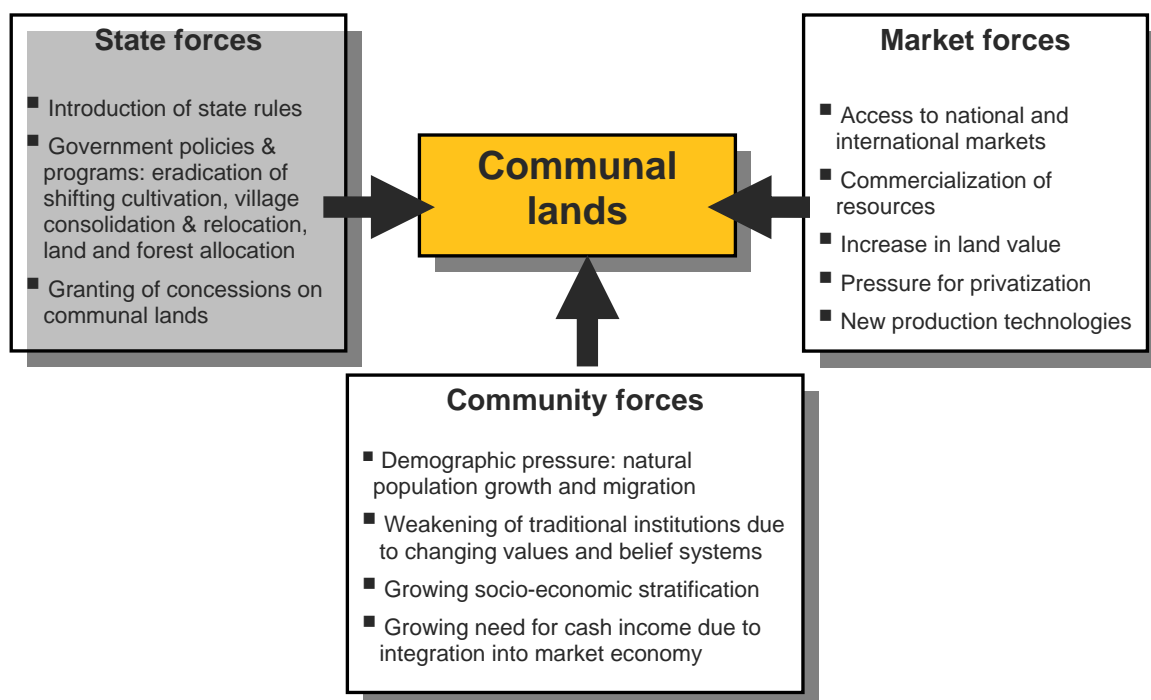 State forces
▪ Introduction of state rules
▪ Government policies &
programs: eradication of
shifting cultivation, village
consolidation & relocation,
land and forest allocation
▪ Granting of concessions on
communal lands
Communal
lands
Market forces
▪ Access to national and
international markets
▪ Commercialization of
resources
▪ Increase in land value
▪ Pressure for privatization
▪ New production technologies
Community forces
▪ Demographic pressure: natural
population growth and migration
▪ Weakening of traditional institutions due
to changing values and belief systems
▪ Growing socio-economic stratification
▪ Growing need for cash income due to
integration into market economy